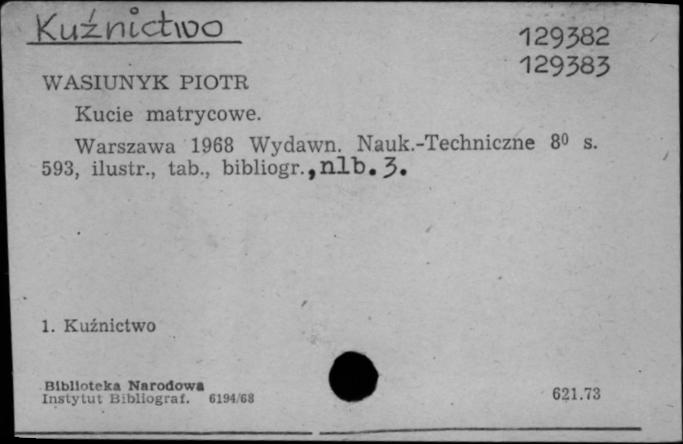 Kuźnictwo
129382
129383
WASIUNYK PIOTR
Kucie matrycowe.
Warszawa 1968 Wydawn. Nauk.-Techniczne 8⁰ s.
593, ilustr., tab., bibliogr., nlb. 3.
1. Kuźnictwo
Biblioteka Narodowa
Instytut Bibliograf. 6194/68
621.73